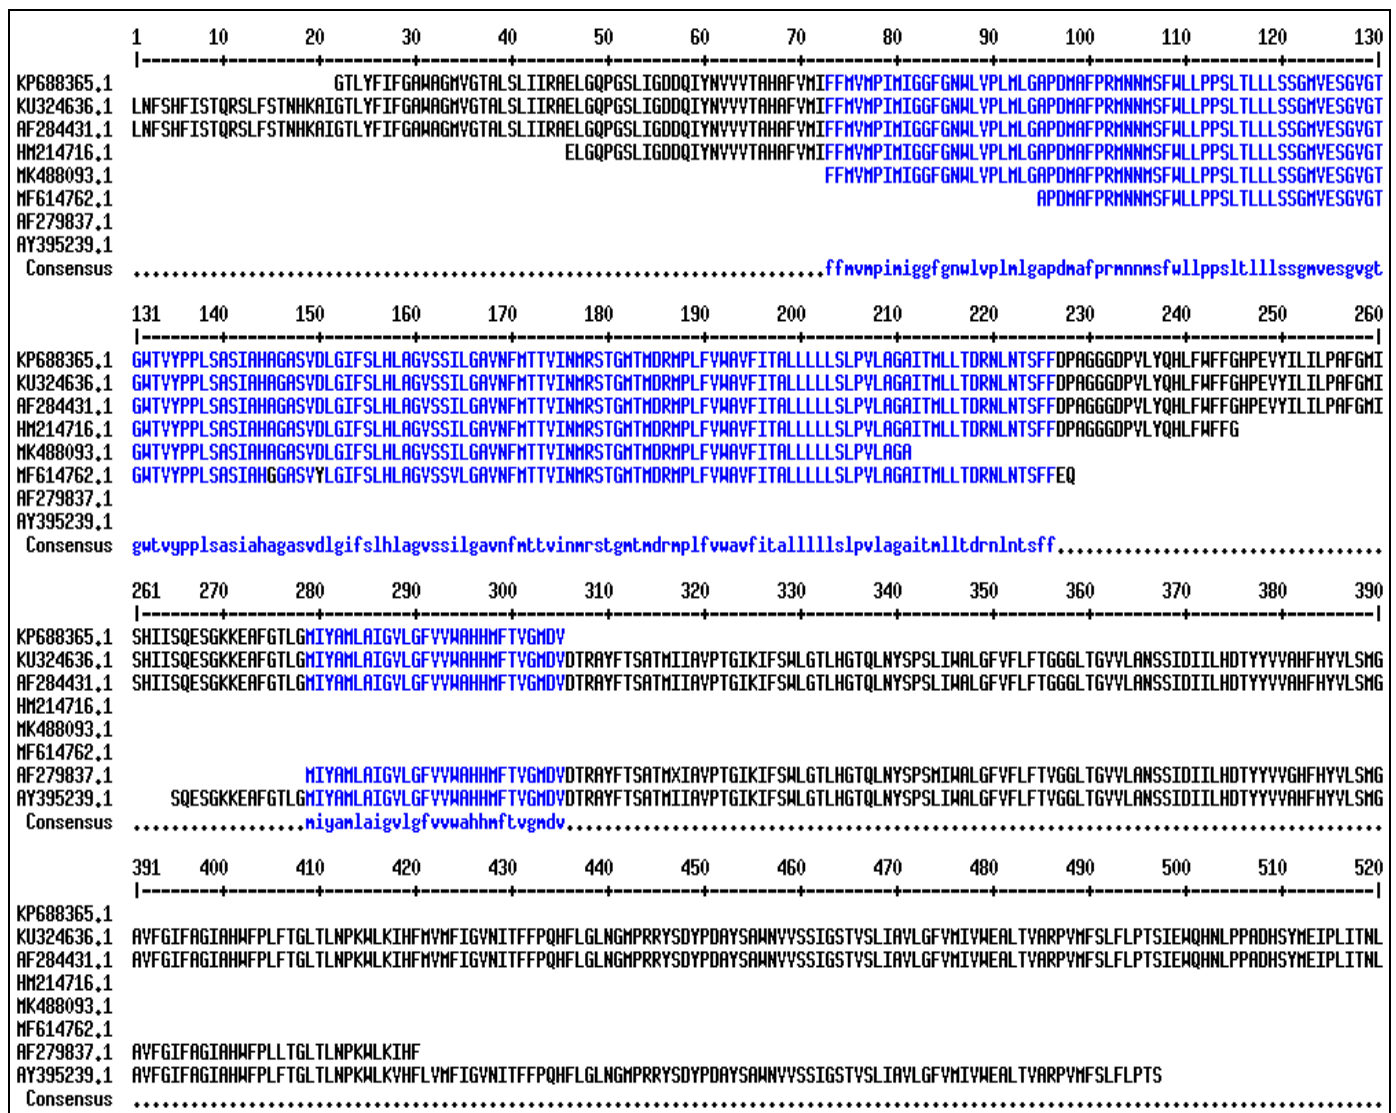 1 10 20 30 40 50 60 70 80 90 100 110 120 130
|--------+---------+---------+---------+---------+---------+---------+---------+---------+---------+---------+---------+---------|
KP688365.1 GTLYFIFGAWAGMVGTALSLIIRAELGQPGSLIGDDQIYNVVVTAHAFVMIFFMVMPIMIGGFGNWLVPLMLGAPDMAFPRMNNMSFWLLPPSLTLLLSSGMVESGVGT
KU324636.1 LNFSHFISTQRSLFSTNHKAIGTLYFIFGAWAGMVGTALSLIIRAELGQPGSLIGDDQIYNVVVTAHAFVMIFFMVMPIMIGGFGNWLVPLMLGAPDMAFPRMNNMSFWLLPPSLTLLLSSGMVESGVGT
AF284431.1 LNFSHFISTQRSLFSTNHKAIGTLYFIFGAWAGMVGTALSLIIRAELGQPGSLIGDDQIYNVVVTAHAFVMIFFMVMPIMIGGFGNWLVPLMLGAPDMAFPRMNNMSFWLLPPSLTLLLSSGMVESGVGT
HM214716.1 ELGQPGSLIGDDQIYNVVVTAHAFVMIFFMVMPIMIGGFGNWLVPLMLGAPDMAFPRMNNMSFWLLPPSLTLLLSSGMVESGVGT
MK488093.1 FFMVMPIMIGGFGNWLVPLMLGAPDMAFPRMNNMSFWLLPPSLTLLLSSGMVESGVGT
MF614762.1 APDMAFPRMNNMSFWLLPPSLTLLLSSGMVESGVGT
AF279837.1
AY395239.1
Consensus ........................................................................ffmvmpimiggfgnwlvplmlgapdmafprmnnmsfwllppsltlllssgmvesgvgt
131 140 150 160 170 180 190 200 210 220 230 240 250 260
|--------+---------+---------+---------+---------+---------+---------+---------+---------+---------+---------+---------+---------|
KP688365.1 GWTVYPPLSASIAHAGASVDLGIFSLHLAGVSSILGAVNFMTTVINMRSTGMTMDRMPLFVWAVFITALLLLLSLPVLAGAITMLLTDRNLNTSFFDPAGGGDPVLYQHLFWFFGHPEVYILILPAFGMI
KU324636.1 GWTVYPPLSASIAHAGASVDLGIFSLHLAGVSSILGAVNFMTTVINMRSTGMTMDRMPLFVWAVFITALLLLLSLPVLAGAITMLLTDRNLNTSFFDPAGGGDPVLYQHLFWFFGHPEVYILILPAFGMI
AF284431.1 GWTVYPPLSASIAHAGASVDLGIFSLHLAGVSSILGAVNFMTTVINMRSTGMTMDRMPLFVWAVFITALLLLLSLPVLAGAITMLLTDRNLNTSFFDPAGGGDPVLYQHLFWFFGHPEVYILILPAFGMI
HM214716.1 GWTVYPPLSASIAHAGASVDLGIFSLHLAGVSSILGAVNFMTTVINMRSTGMTMDRMPLFVWAVFITALLLLLSLPVLAGAITMLLTDRNLNTSFFDPAGGGDPVLYQHLFWFFG
MK488093.1 GWTVYPPLSASIAHAGASVDLGIFSLHLAGVSSILGAVNFMTTVINMRSTGMTMDRMPLFVWAVFITALLLLLSLPVLAGA
MF614762.1 GWTVYPPLSASIAHGGASVYLGIFSLHLAGVSSVLGAVNFMTTVINMRSTGMTMDRMPLFVWAVFITALLLLLSLPVLAGAITMLLTDRNLNTSFFEQ
AF279837.1
AY395239.1
Consensus gwtvypplsasiahagasvdlgifslhlagvssilgavnfmttvinmrstgmtmdrmplfvwavfitalllllslpvlagaitmlltdrnlntsff..................................
261 270 280 290 300 310 320 330 340 350 360 370 380 390
|--------+---------+---------+---------+---------+---------+---------+---------+---------+---------+---------+---------+---------|
KP688365.1 SHIISQESGKKEAFGTLGMIYAMLAIGVLGFVVWAHHMFTVGMDV
KU324636.1 SHIISQESGKKEAFGTLGMIYAMLAIGVLGFVVWAHHMFTVGMDVDTRAYFTSATMIIAVPTGIKIFSWLGTLHGTQLNYSPSLIWALGFVFLFTGGGLTGVVLANSSIDIILHDTYYVVAHFHYVLSMG
AF284431.1 SHIISQESGKKEAFGTLGMIYAMLAIGVLGFVVWAHHMFTVGMDVDTRAYFTSATMIIAVPTGIKIFSWLGTLHGTQLNYSPSLIWALGFVFLFTGGGLTGVVLANSSIDIILHDTYYVVAHFHYVLSMG
HM214716.1
MK488093.1
MF614762.1
AF279837.1 MIYAMLAIGVLGFVVWAHHMFTVGMDVDTRAYFTSATMXIAVPTGIKIFSWLGTLHGTQLNYSPSMIWALGFVFLFTVGGLTGVVLANSSIDIILHDTYYVVGHFHYVLSMG
AY395239.1 SQESGKKEAFGTLGMIYAMLAIGVLGFVVWAHHMFTVGMDVDTRAYFTSATMIIAVPTGIKIFSWLGTLHGTQLNYSPSLIWALGFVFLFTVGGLTGVVLANSSIDIILHDTYYVVAHFHYVLSMG
Consensus ..................miyamlaigvlgfvvwahhmftvgmdv.....................................................................................
391 400 410 420 430 440 450 460 470 480 490 500 510 520
|--------+---------+---------+---------+---------+---------+---------+---------+---------+---------+---------+---------+---------|
KP688365.1
KU324636.1 AVFGIFAGIAHWFPLFTGLTLNPKWLKIHFMVMFIGVNITFFPQHFLGLNGMPRRYSDYPDAYSAWNVVSSIGSTVSLIAVLGFVMIVWEALTVARPVMFSLFLPTSIEWQHNLPPADHSYMEIPLITNL
AF284431.1 AVFGIFAGIAHWFPLFTGLTLNPKWLKIHFMVMFIGVNITFFPQHFLGLNGMPRRYSDYPDAYSAWNVVSSIGSTVSLIAVLGFVMIVWEALTVARPVMFSLFLPTSIEWQHNLPPADHSYMEIPLITNL
HM214716.1
MK488093.1
MF614762.1
AF279837.1 AVFGIFAGIAHWFPLLTGLTLNPKWLKIHF
AY395239.1 AVFGIFAGIAHWFPLFTGLTLNPKWLKVHFLVMFIGVNITFFPQHFLGLNGMPRRYSDYPDAYSAWNVVSSIGSTVSLIAVLGFVMIVWEALTVARPVMFSLFLPTS
Consensus ..................................................................................................................................